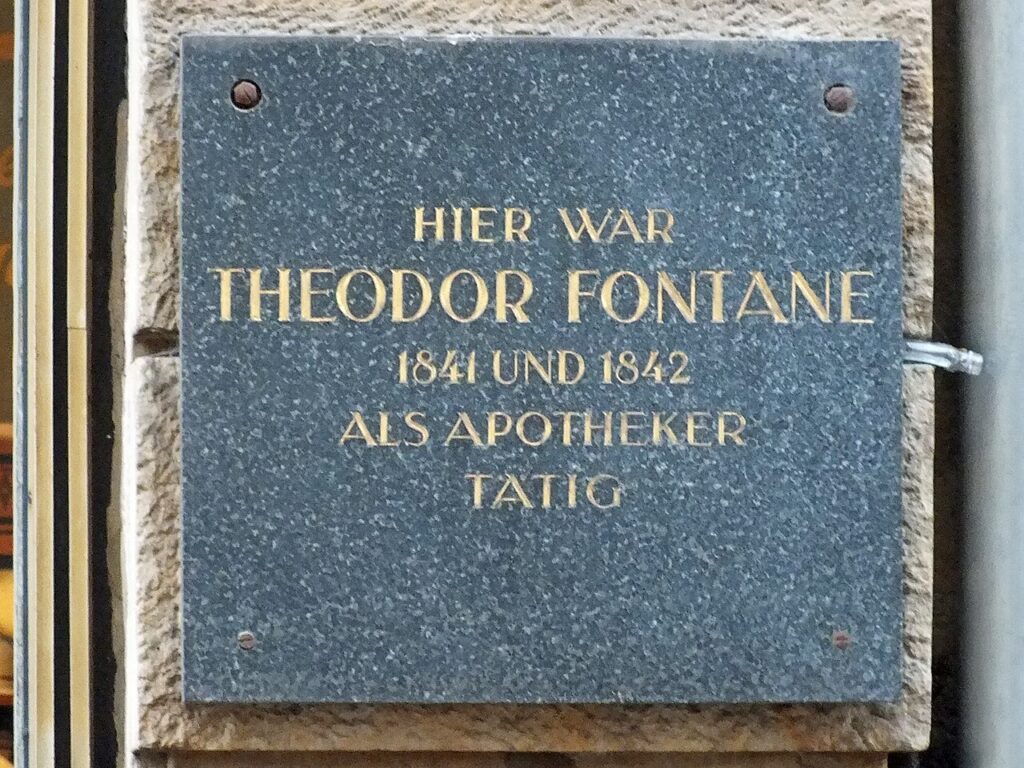 HIER WAR
THEODOR FONTANE
1841 UND 1842
ALS APOTHEKER
TATIG